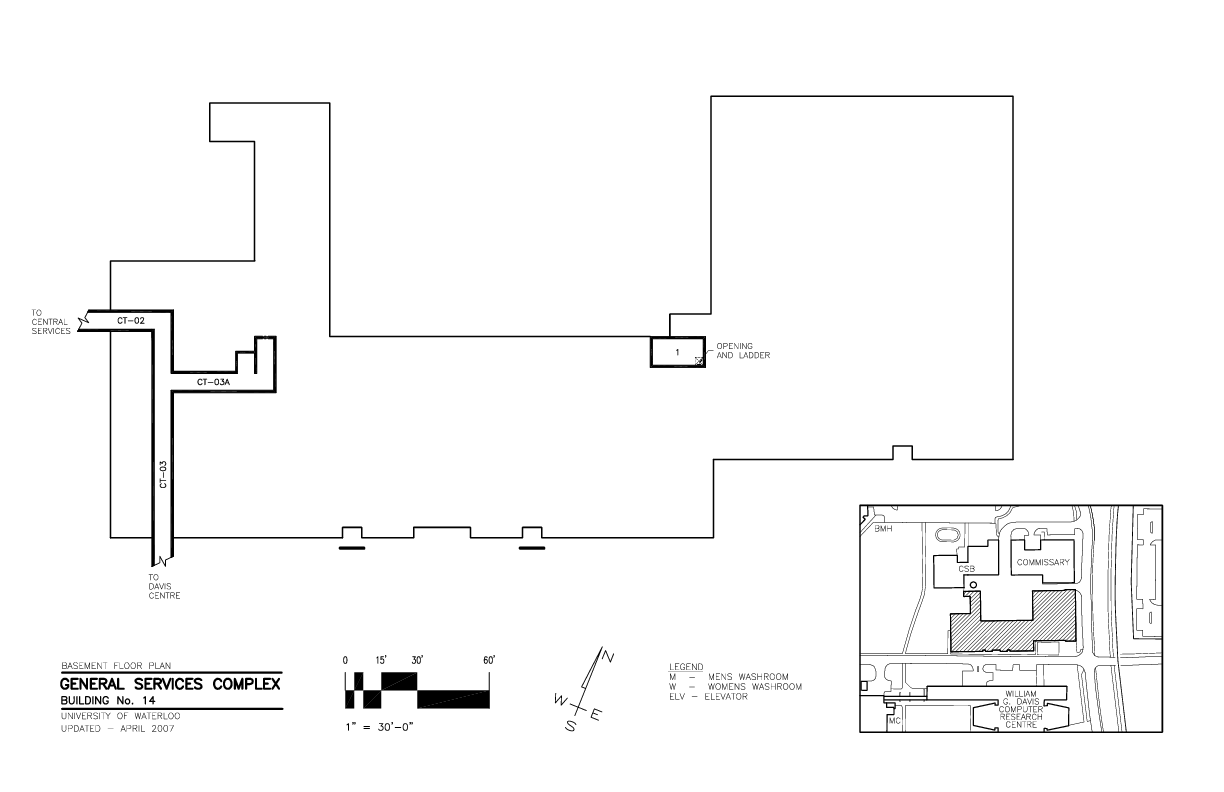 TO
CENTRAL
SERVICES
CT-02
CT-03A
CT-03
TO
DAVIS
CENTRE
1
OPENING
AND LADDER
BMH
CSB
COMMISSARY
WILLIAM
G. DAVIS
COMPUTER
RESEARCH
CENTRE
MC
BASEMENT FLOOR PLAN
GENERAL SERVICES COMPLEX
BUILDING No. 14
UNIVERSITY OF WATERLOO
UPDATED - APRIL 2007
0 15' 30' 60'
1" = 30'-0"
N
W
E
S
LEGEND
M - MENS WASHROOM
W - WOMENS WASHROOM
ELV - ELEVATOR